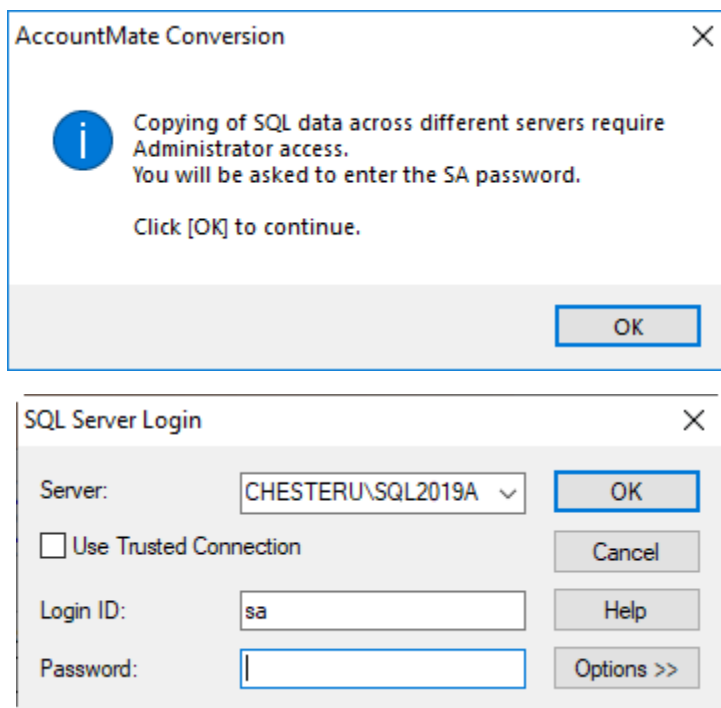 AccountMate Conversion
Copying of SQL data across different servers require
Administrator access.
You will be asked to enter the SA password.
Click [OK] to continue.
OK
SQL Server Login
Server: CHESTERU\SQL2019A OK
Use Trusted Connection Cancel
Login ID: sa Help
Password: Options >>